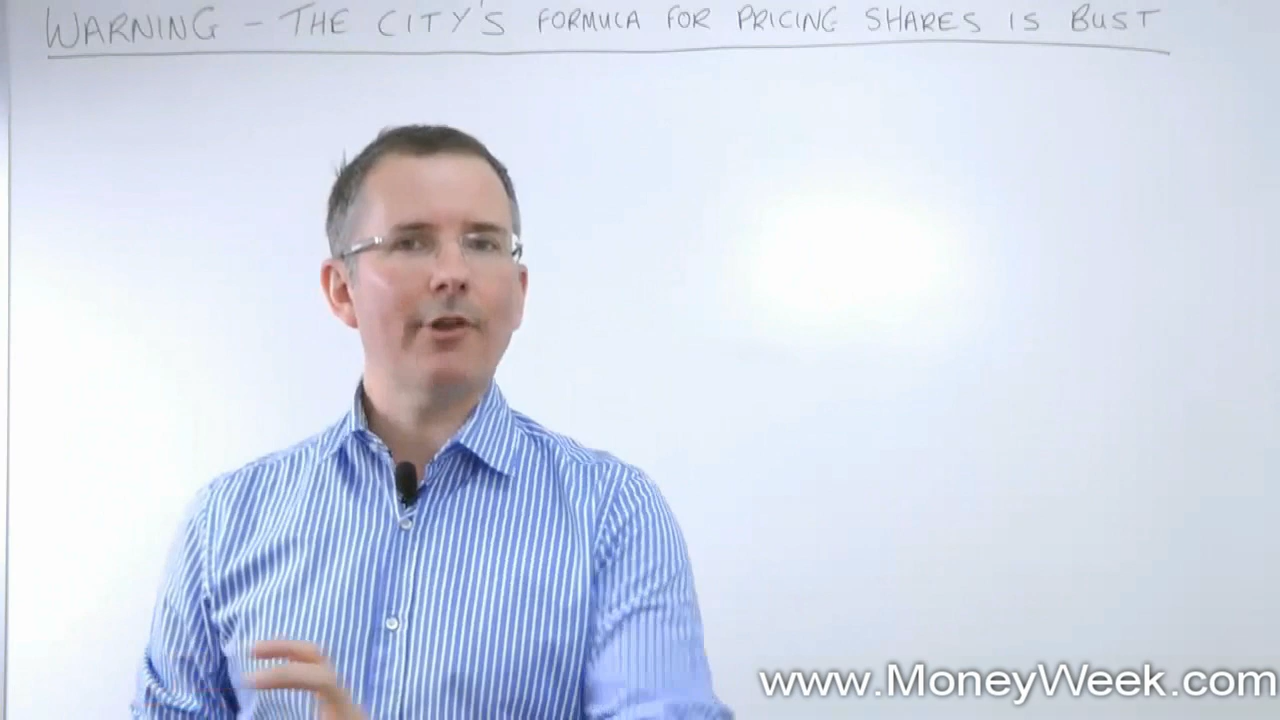 WARNING - THE CITY'S FORMULA FOR PRICING SHARES IS BUST
www.MoneyWeek.com